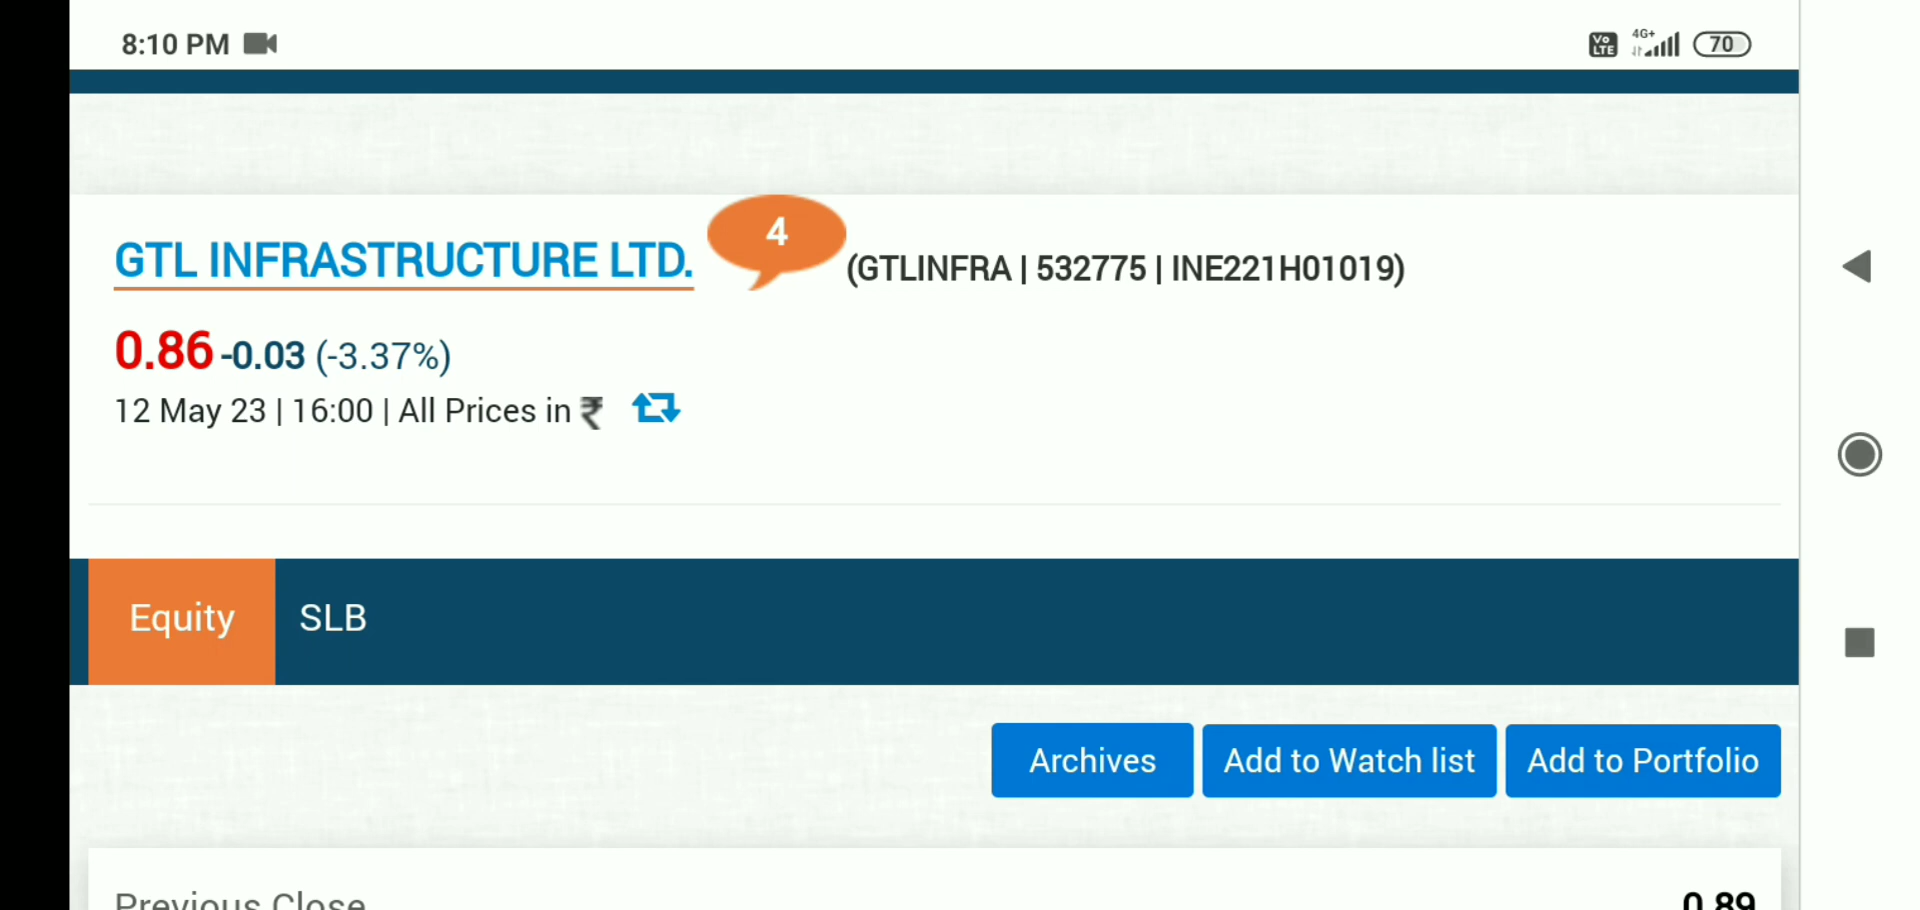 8:10 PM
Vo LTE 4G+ 70
4
GTL INFRASTRUCTURE LTD. (GTLINFRA | 532775 | INE221H01019)
0.86 -0.03 (-3.37%)
12 May 23 | 16:00 | All Prices in ₹
Equity SLB
Archives Add to Watch list Add to Portfolio
Previous Close 0.89